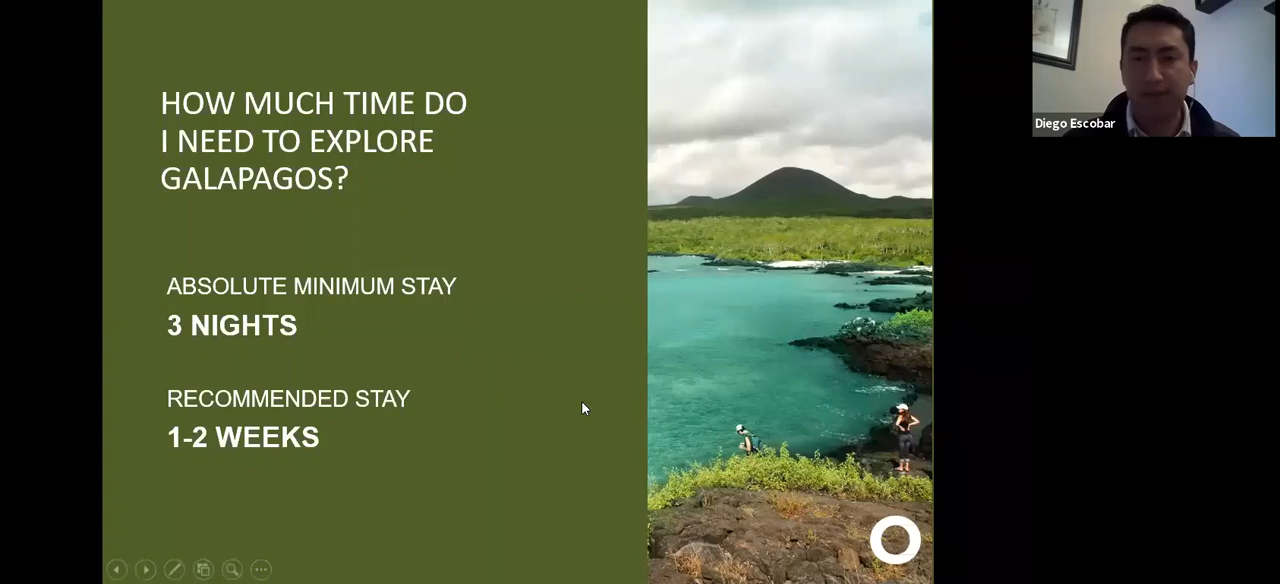 HOW MUCH TIME DO
I NEED TO EXPLORE
GALAPAGOS?
ABSOLUTE MINIMUM STAY
3 NIGHTS
RECOMMENDED STAY
1-2 WEEKS
Diego Escobar